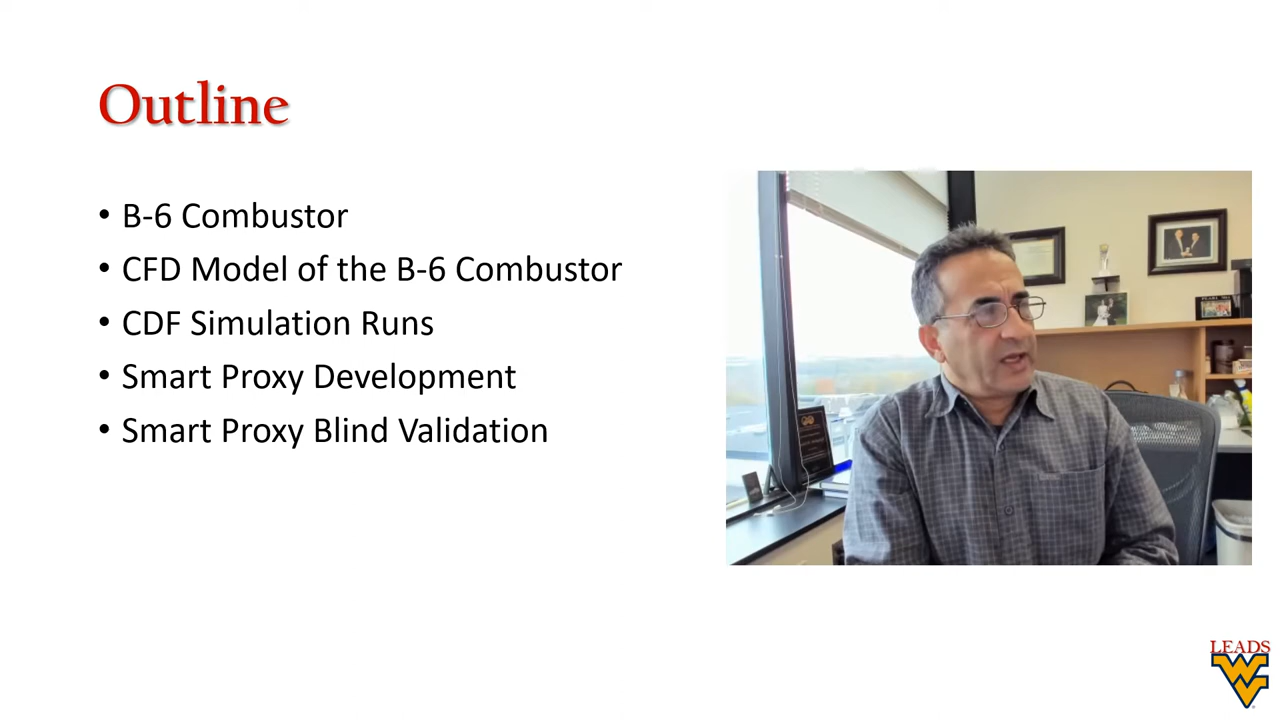 Outline
• B-6 Combustor
• CFD Model of the B-6 Combustor
• CDF Simulation Runs
• Smart Proxy Development
• Smart Proxy Blind Validation
LEADS
WV